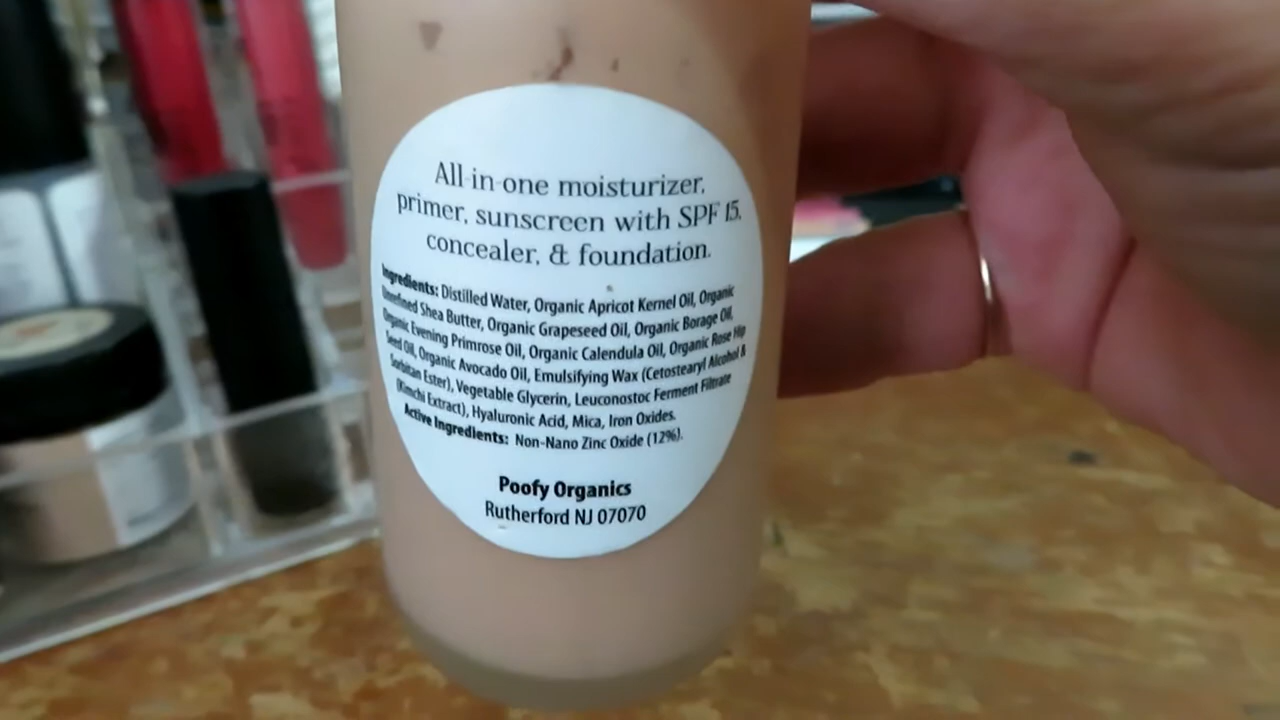 All-in-one moisturizer,
primer, sunscreen with SPF 15,
concealer, & foundation.
Ingredients: Distilled Water, Organic Apricot Kernel Oil, Organic
Unrefined Shea Butter, Organic Grapeseed Oil, Organic Borage Oil,
Organic Evening Primrose Oil, Organic Calendula Oil, Organic Rose Hip
Seed Oil, Organic Avocado Oil, Emulsifying Wax (Cetostearyl Alcohol &
Sorbitan Ester), Vegetable Glycerin, Leuconostoc Ferment Filtrate
(Kimchi Extract), Hyaluronic Acid, Mica, Iron Oxides.
Active Ingredients: Non-Nano Zinc Oxide (12%).
Poofy Organics
Rutherford NJ 07070